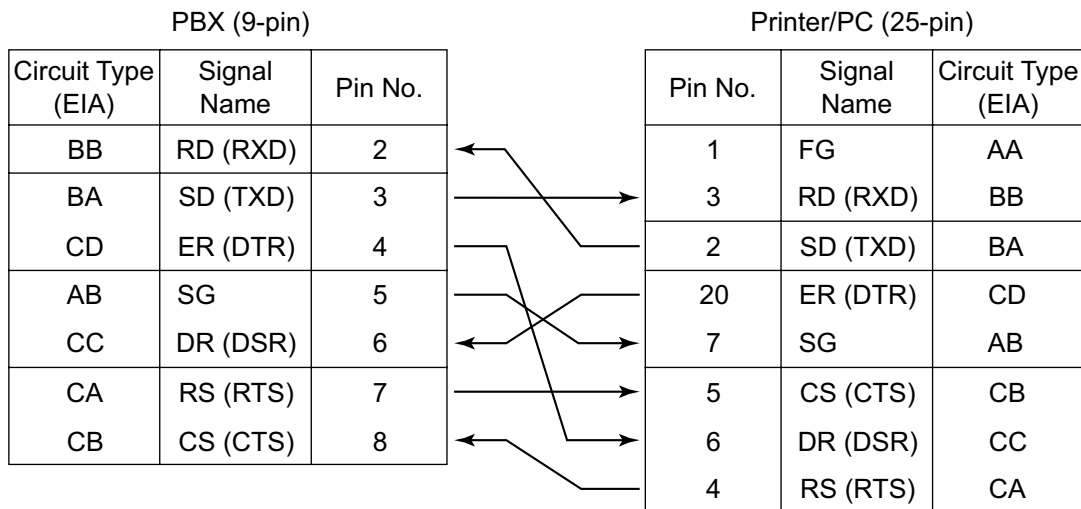 PBX (9-pin)
Circuit Type (EIA) Signal Name Pin No.
BB RD (RXD) 2
BA SD (TXD) 3
CD ER (DTR) 4
AB SG 5
CC DR (DSR) 6
CA RS (RTS) 7
CB CS (CTS) 8
Printer/PC (25-pin)
Pin No. Signal Name Circuit Type (EIA)
1 FG AA
3 RD (RXD) BB
2 SD (TXD) BA
20 ER (DTR) CD
7 SG AB
5 CS (CTS) CB
6 DR (DSR) CC
4 RS (RTS) CA